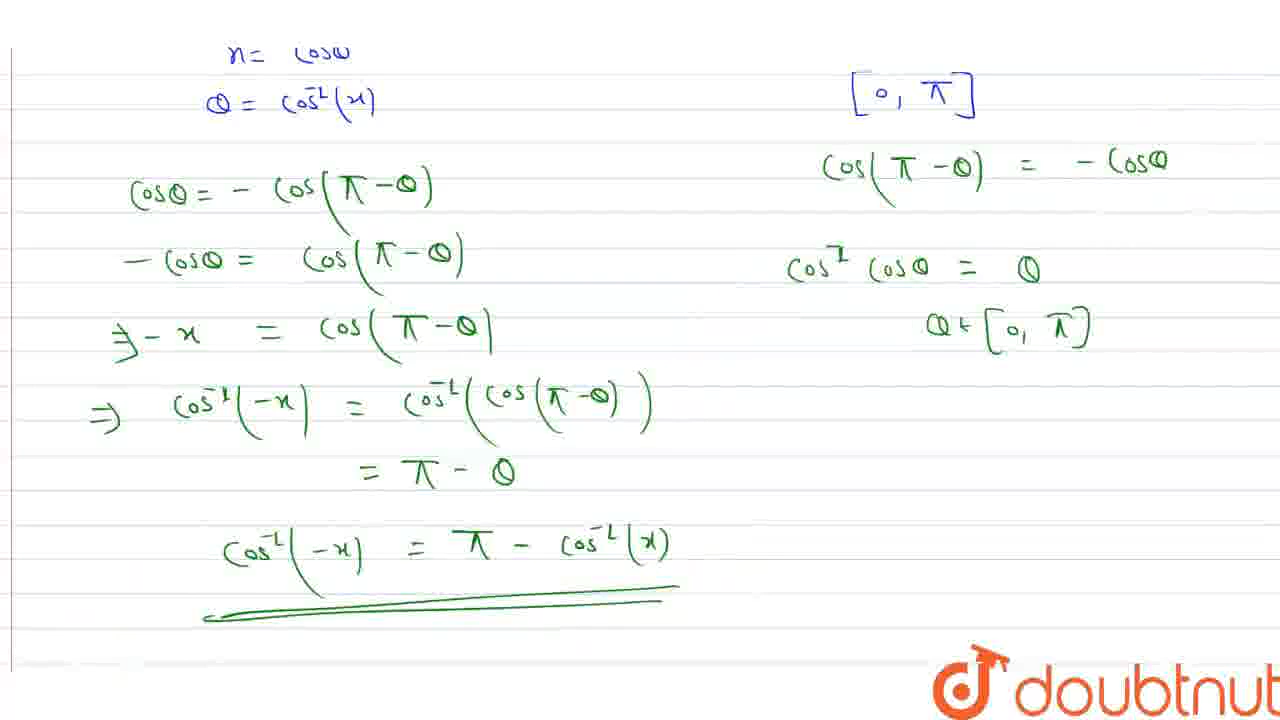 x = cosθ
θ = cos⁻¹(x)
[0, π]
cosθ = - cos(π - θ)
cos(π - θ) = - cosθ
- cosθ = cos(π - θ)
cos⁻¹ cosθ = θ
⇒ - x = cos(π - θ)
θ ∈ [0, π]
⇒ cos⁻¹(-x) = cos⁻¹(cos(π - θ))
= π - θ
cos⁻¹(-x) = π - cos⁻¹(x)
doubtnut